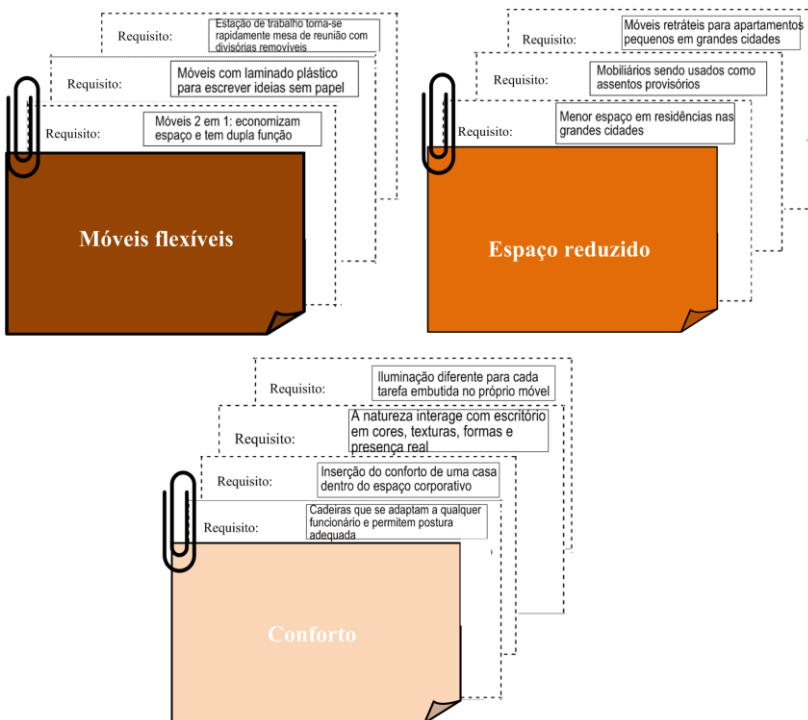 Requisito:
Estação de trabalho torna-se
rapidamente mesa de reunião com
divisórias removíveis
Requisito:
Móveis com laminado plástico
para escrever ideias sem papel
Requisito:
Móveis 2 em 1: economizam
espaço e tem dupla função
Móveis flexíveis
Requisito:
Móveis retráteis para apartamentos
pequenos em grandes cidades
Requisito:
Mobiliários sendo usados como
assentos provisórios
Requisito:
Menor espaço em residências nas
grandes cidades
Espaço reduzido
Requisito:
Iluminação diferente para cada
tarefa embutida no próprio móvel
Requisito:
A natureza interage com escritório
em cores, texturas, formas e
presença real
Requisito:
Inserção do conforto de uma casa
dentro do espaço corporativo
Requisito:
Cadeiras que se adaptam a qualquer
funcionário e permitem postura
adequada
Conforto